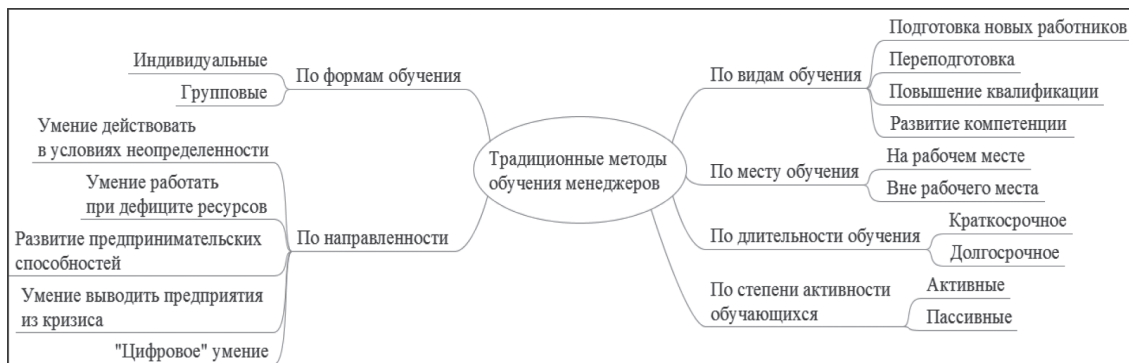 Традиционные методы
обучения менеджеров
По формам обучения
Индивидуальные
Групповые
По направленности
Умение действовать
в условиях неопределенности
Умение работать
при дефиците ресурсов
Развитие предпринимательских
способностей
Умение выводить предприятия
из кризиса
"Цифровое" умение
По видам обучения
Подготовка новых работников
Переподготовка
Повышение квалификации
Развитие компетенции
По месту обучения
На рабочем месте
Вне рабочего места
По длительности обучения
Краткосрочное
Долгосрочное
По степени активности
обучающихся
Активные
Пассивные